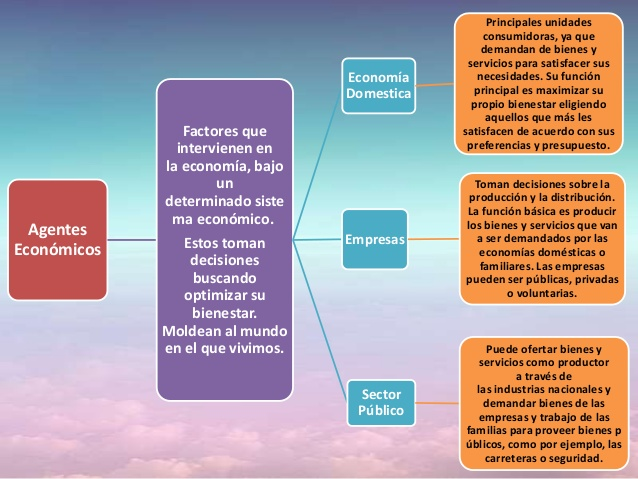 Agentes
Económicos
Factores que
intervienen en
la economía, bajo
un
determinado siste
ma económico.
Estos toman
decisiones
buscando
optimizar su
bienestar.
Moldean al mundo
en el que vivimos.
Economía
Domestica
Principales unidades
consumidoras, ya que
demandan de bienes y
servicios para satisfacer sus
necesidades. Su función
principal es maximizar su
propio bienestar eligiendo
aquellos que más les
satisfacen de acuerdo con sus
preferencias y presupuesto.
Empresas
Toman decisiones sobre la
producción y la distribución.
La función básica es producir
los bienes y servicios que van
a ser demandados por las
economías domésticas o
familiares. Las empresas
pueden ser públicas, privadas
o voluntarias.
Sector
Público
Puede ofertar bienes y
servicios como productor
a través de
las industrias nacionales y
demandar bienes de las
empresas y trabajo de las
familias para proveer bienes p
úblicos, como por ejemplo, las
carreteras o seguridad.